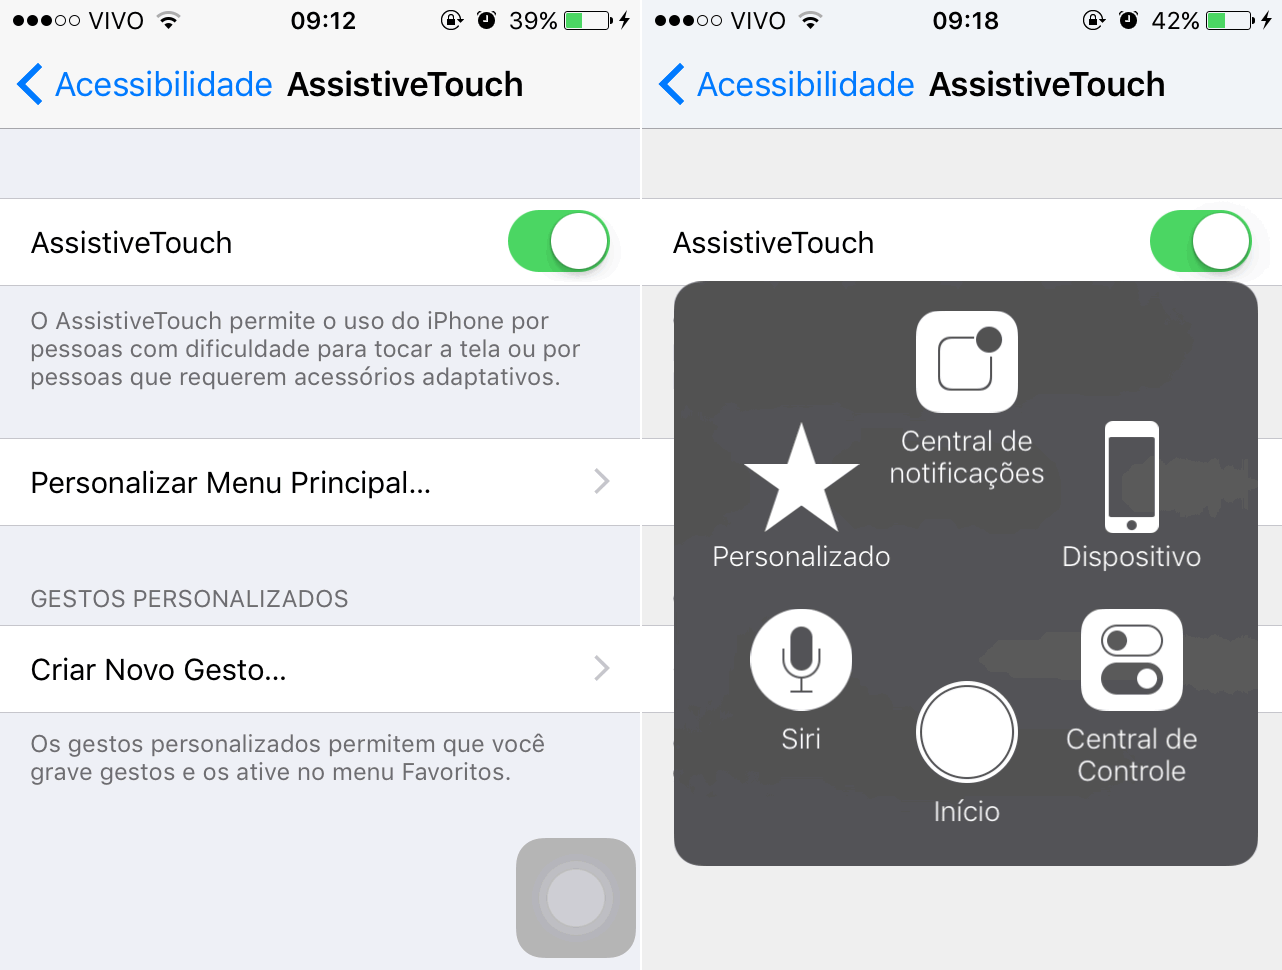 VIVO 09:12 39%
Acessibilidade AssistiveTouch
AssistiveTouch
O AssistiveTouch permite o uso do iPhone por
pessoas com dificuldade para tocar a tela ou por
pessoas que requerem acessórios adaptativos.
Personalizar Menu Principal...
GESTOS PERSONALIZADOS
Criar Novo Gesto...
Os gestos personalizados permitem que você
grave gestos e os ative no menu Favoritos.
VIVO 09:18 42%
Acessibilidade AssistiveTouch
AssistiveTouch
Central de
notificações
Personalizado
Dispositivo
Siri
Central de
Controle
Início